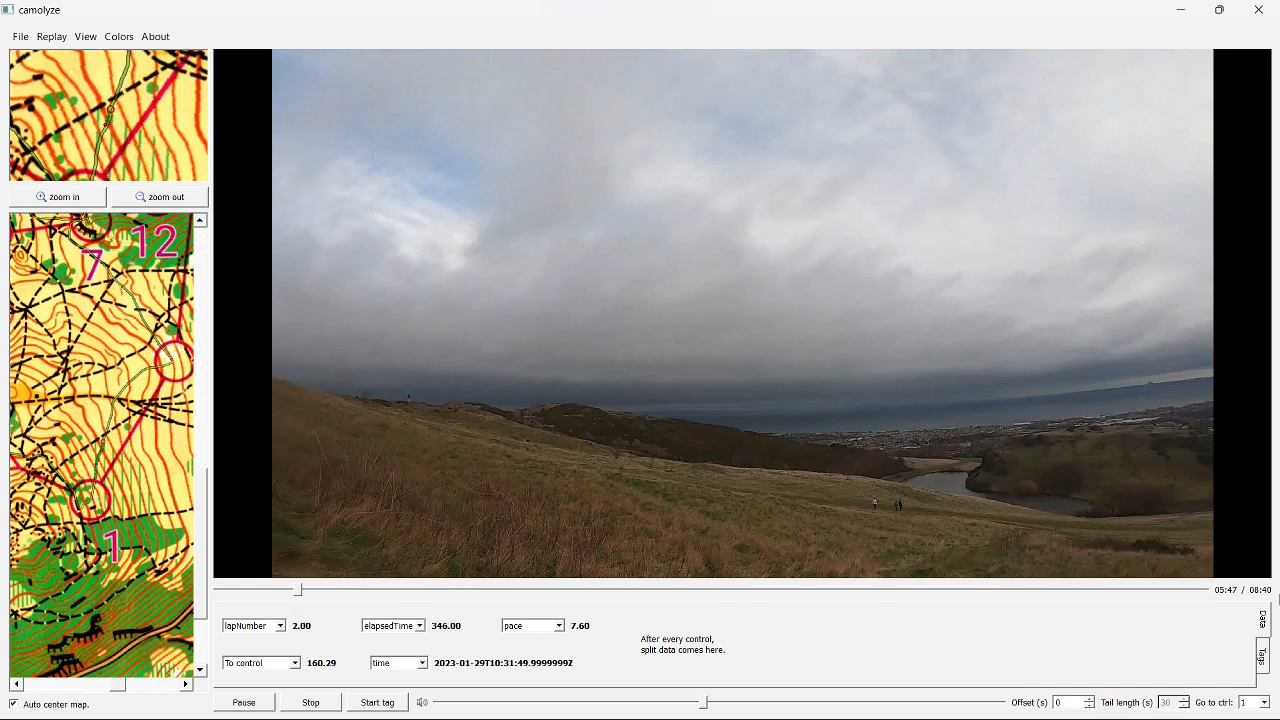 camolyze
File Replay View Colors About
zoom in zoom out
12
7
1
05:47 / 08:40
lapNumber 2.00 elapsedTime 346.00 pace 7.60
To control 160.29 time 2023-01-29T10:31:49.9999999Z
After every control,
split data comes here.
Data
Tags
Auto center map.
Pause Stop Start tag Offset (s) 0 Tail length (s) 30 Go to ctrl: 1